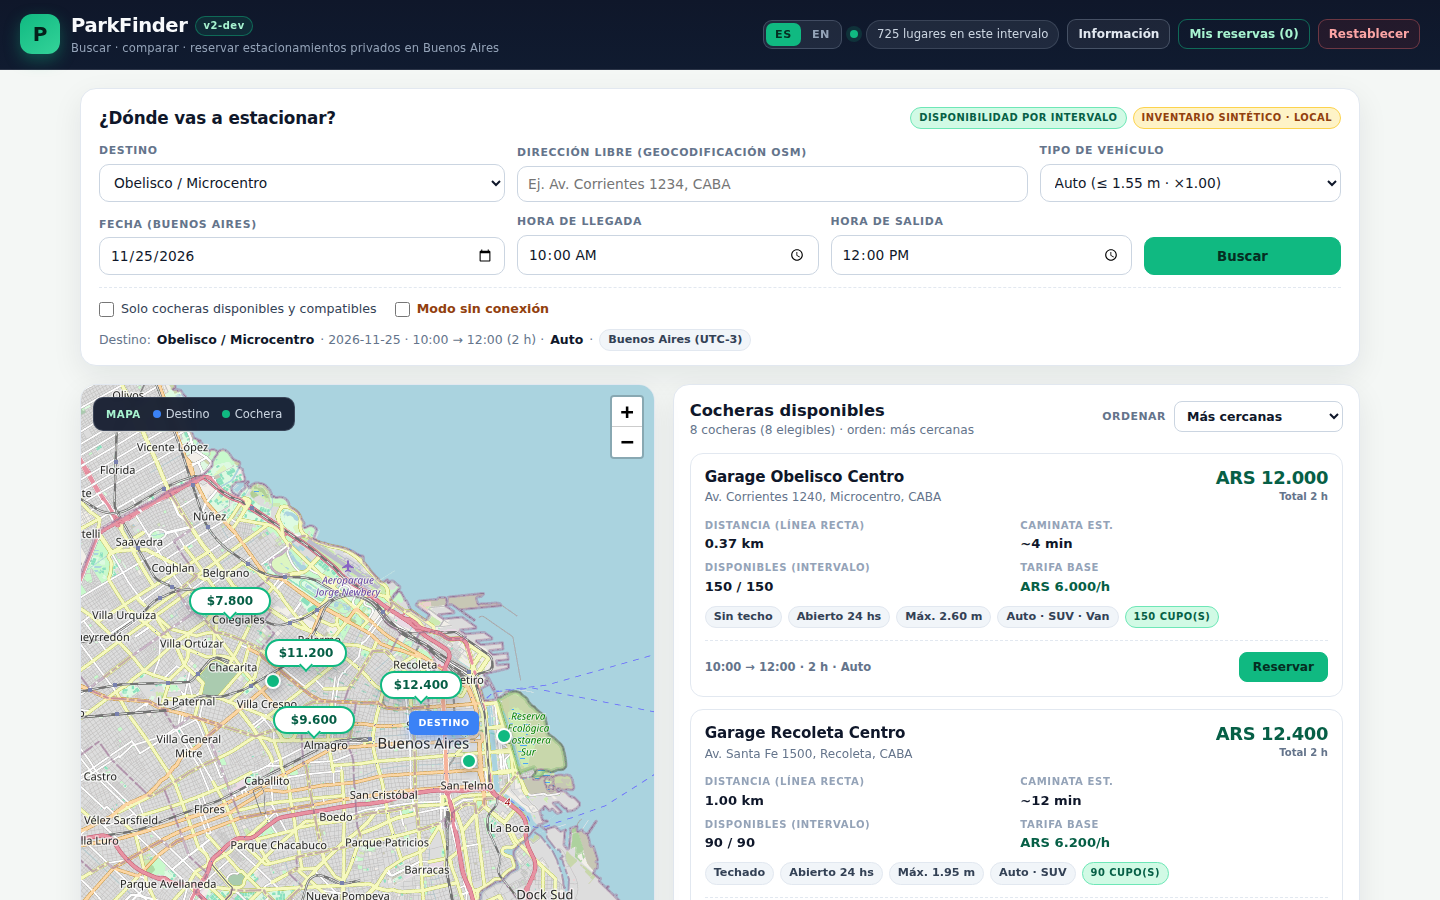 P
ParkFinder v2-dev
Buscar · comparar · reservar estacionamientos privados en Buenos Aires
ES EN
725 lugares en este intervalo
Información
Mis reservas (0)
Restablecer
¿Dónde vas a estacionar?
DISPONIBILIDAD POR INTERVALO
INVENTARIO SINTÉTICO · LOCAL
DESTINO
Obelisco / Microcentro
DIRECCIÓN LIBRE (GEOCODIFICACIÓN OSM)
Ej. Av. Corrientes 1234, CABA
TIPO DE VEHÍCULO
Auto (≤ 1.55 m · ×1.00)
FECHA (BUENOS AIRES)
11/25/2026
HORA DE LLEGADA
10:00 AM
HORA DE SALIDA
12:00 PM
Buscar
Solo cocheras disponibles y compatibles
Modo sin conexión
Destino: Obelisco / Microcentro · 2026-11-25 · 10:00 → 12:00 (2 h) · Auto · Buenos Aires (UTC-3)
MAPA Destino Cochera
+
−
Olivos
Vicente López
Florida
Núñez
Saavedra
Coghlan
Belgrano
Aeroparque
Jorge Newbery
$7.800
Colegiales
Villa Urquiza
Villa Ortúzar
Palermo
$11.200
Chacarita
Recoleta
$12.400
La Paternal
Villa Crespo
$9.600
DESTINO
Reserva
Ecológica
Costanera
Sur
Villa General
Mitre
Almagro
Buenos Aires
Castro
Caballito
San Telmo
San Cristóbal
Flores
Boedo
4
Vélez Sarsfield
La Boca
Parque Chacabuco
Parque Patricios
Barracas
Parque Avellaneda
Nueva Pompeya
Dock Sud
Cocheras disponibles
8 cocheras (8 elegibles) · orden: más cercanas
ORDENAR
Más cercanas
Garage Obelisco Centro
ARS 12.000
Av. Corrientes 1240, Microcentro, CABA
Total 2 h
DISTANCIA (LÍNEA RECTA)
0.37 km
CAMINATA EST.
~4 min
DISPONIBLES (INTERVALO)
150 / 150
TARIFA BASE
ARS 6.000/h
Sin techo
Abierto 24 hs
Máx. 2.60 m
Auto · SUV · Van
150 CUPO(S)
10:00 → 12:00 · 2 h · Auto
Reservar
Garage Recoleta Centro
ARS 12.400
Av. Santa Fe 1500, Recoleta, CABA
Total 2 h
DISTANCIA (LÍNEA RECTA)
1.00 km
CAMINATA EST.
~12 min
DISPONIBLES (INTERVALO)
90 / 90
TARIFA BASE
ARS 6.200/h
Techado
Abierto 24 hs
Máx. 1.95 m
Auto · SUV
90 CUPO(S)